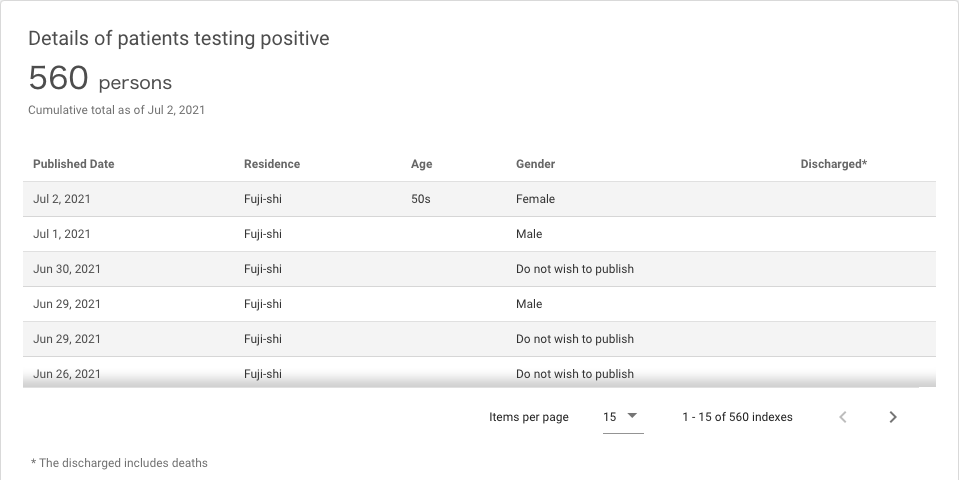 Details of patients testing positive
560 persons
Cumulative total as of Jul 2, 2021
Published Date Residence Age Gender Discharged*
Jul 2, 2021 Fuji-shi 50s Female
Jul 1, 2021 Fuji-shi Male
Jun 30, 2021 Fuji-shi Do not wish to publish
Jun 29, 2021 Fuji-shi Male
Jun 29, 2021 Fuji-shi Do not wish to publish
Jun 26, 2021 Fuji-shi Do not wish to publish
Items per page 15 1 - 15 of 560 indexes
* The discharged includes deaths